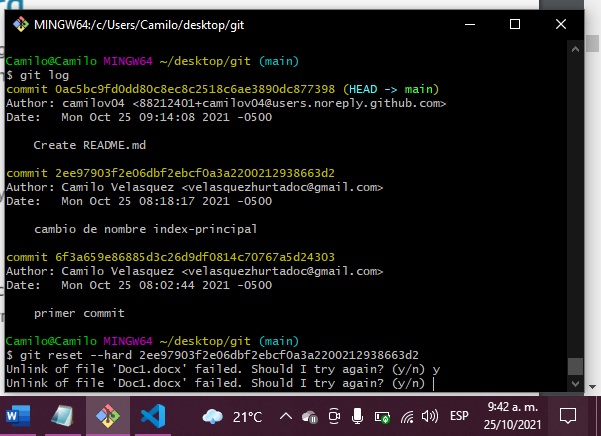 MINGW64:/c/Users/Camilo/desktop/git
Camilo@Camilo MINGW64 ~/desktop/git (main)
$ git log
commit 0ac5bc9fd0dd80c8ec8c2518c6ae3890dc877398 (HEAD -> main)
Author: camilov04 <88212401+camilov04@users.noreply.github.com>
Date:   Mon Oct 25 09:14:08 2021 -0500
    Create README.md
commit 2ee97903f2e06dbf2ebcf0a3a2200212938663d2
Author: Camilo Velasquez <velasquezhurtadoc@gmail.com>
Date:   Mon Oct 25 08:18:17 2021 -0500
    cambio de nombre index-principal
commit 6f3a659e86885d3c26d9df0814c70767a5d24303
Author: Camilo Velasquez <velasquezhurtadoc@gmail.com>
Date:   Mon Oct 25 08:02:44 2021 -0500
    primer commit
Camilo@Camilo MINGW64 ~/desktop/git (main)
$ git reset --hard 2ee97903f2e06dbf2ebcf0a3a2200212938663d2
Unlink of file 'Doc1.docx' failed. Should I try again? (y/n) y
Unlink of file 'Doc1.docx' failed. Should I try again? (y/n)
21°C
ESP
9:42 a. m.
25/10/2021